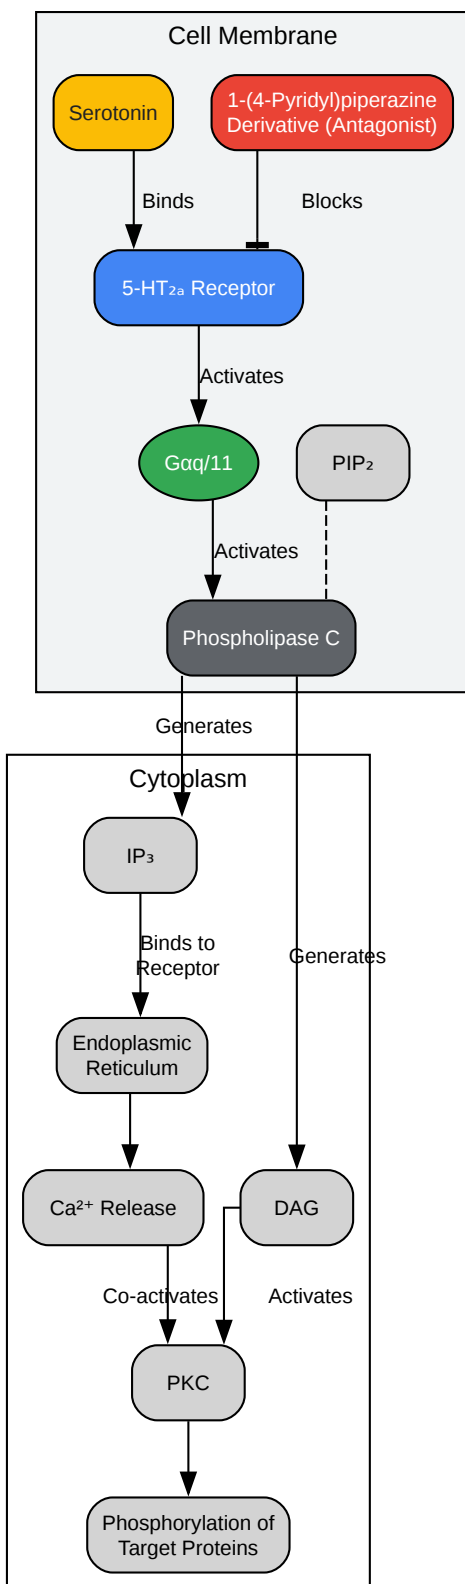 Cell Membrane
Serotonin
1-(4-Pyridyl)piperazine
Derivative (Antagonist)
Binds
Blocks
5-HT₂ₐ Receptor
Activates
Gαq/11
PIP₂
Activates
Phospholipase C
Generates
Cytoplasm
IP₃
Binds to
Receptor
Generates
Endoplasmic
Reticulum
Ca²⁺ Release
DAG
Co-activates
Activates
PKC
Phosphorylation of
Target Proteins